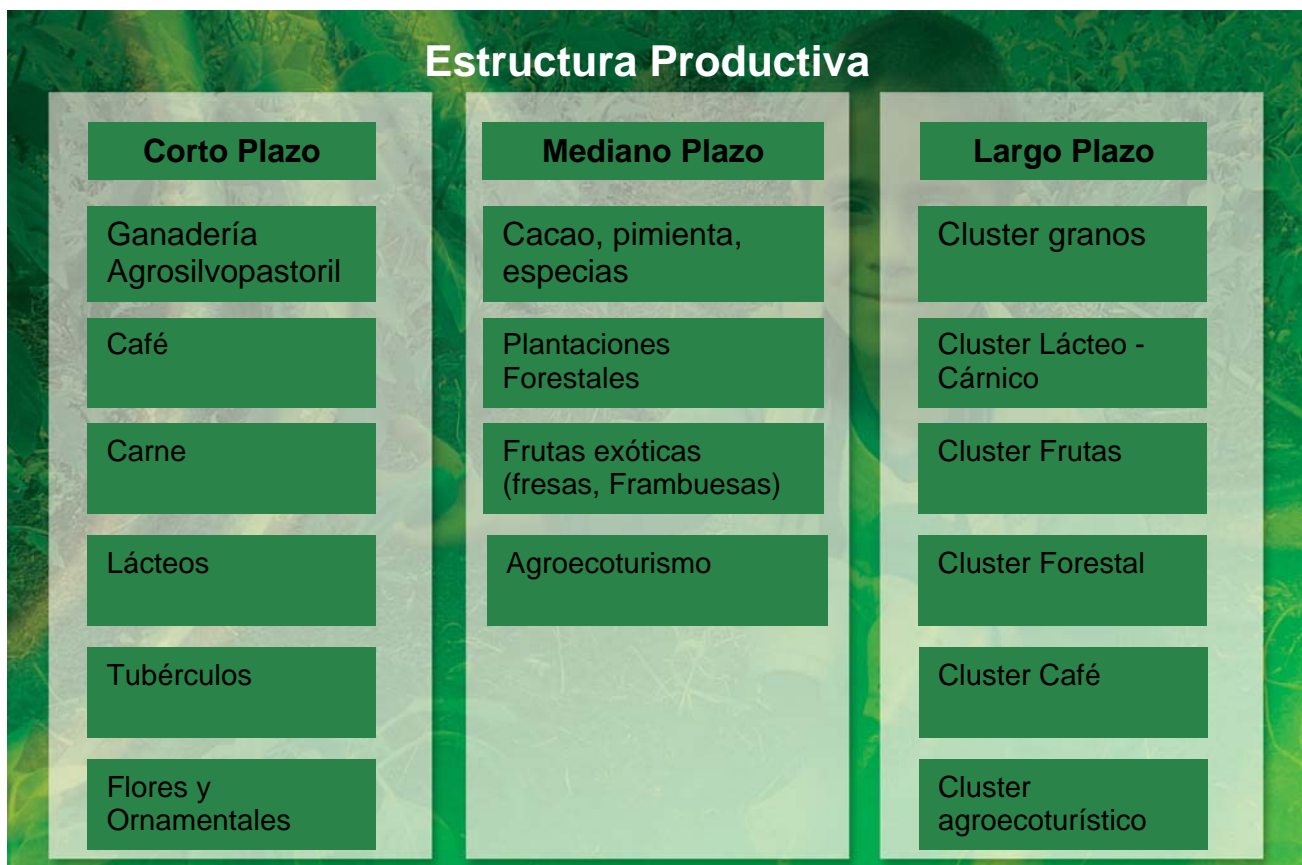 Estructura Productiva
Corto Plazo
Ganadería
Agrosilvopastoril
Café
Carne
Lácteos
Tubérculos
Flores y
Ornamentales
Mediano Plazo
Cacao, pimienta,
especias
Plantaciones
Forestales
Frutas exóticas
(fresas, Frambuesas)
Agroecoturismo
Largo Plazo
Cluster granos
Cluster Lácteo -
Cárnico
Cluster Frutas
Cluster Forestal
Cluster Café
Cluster
agroecoturístico